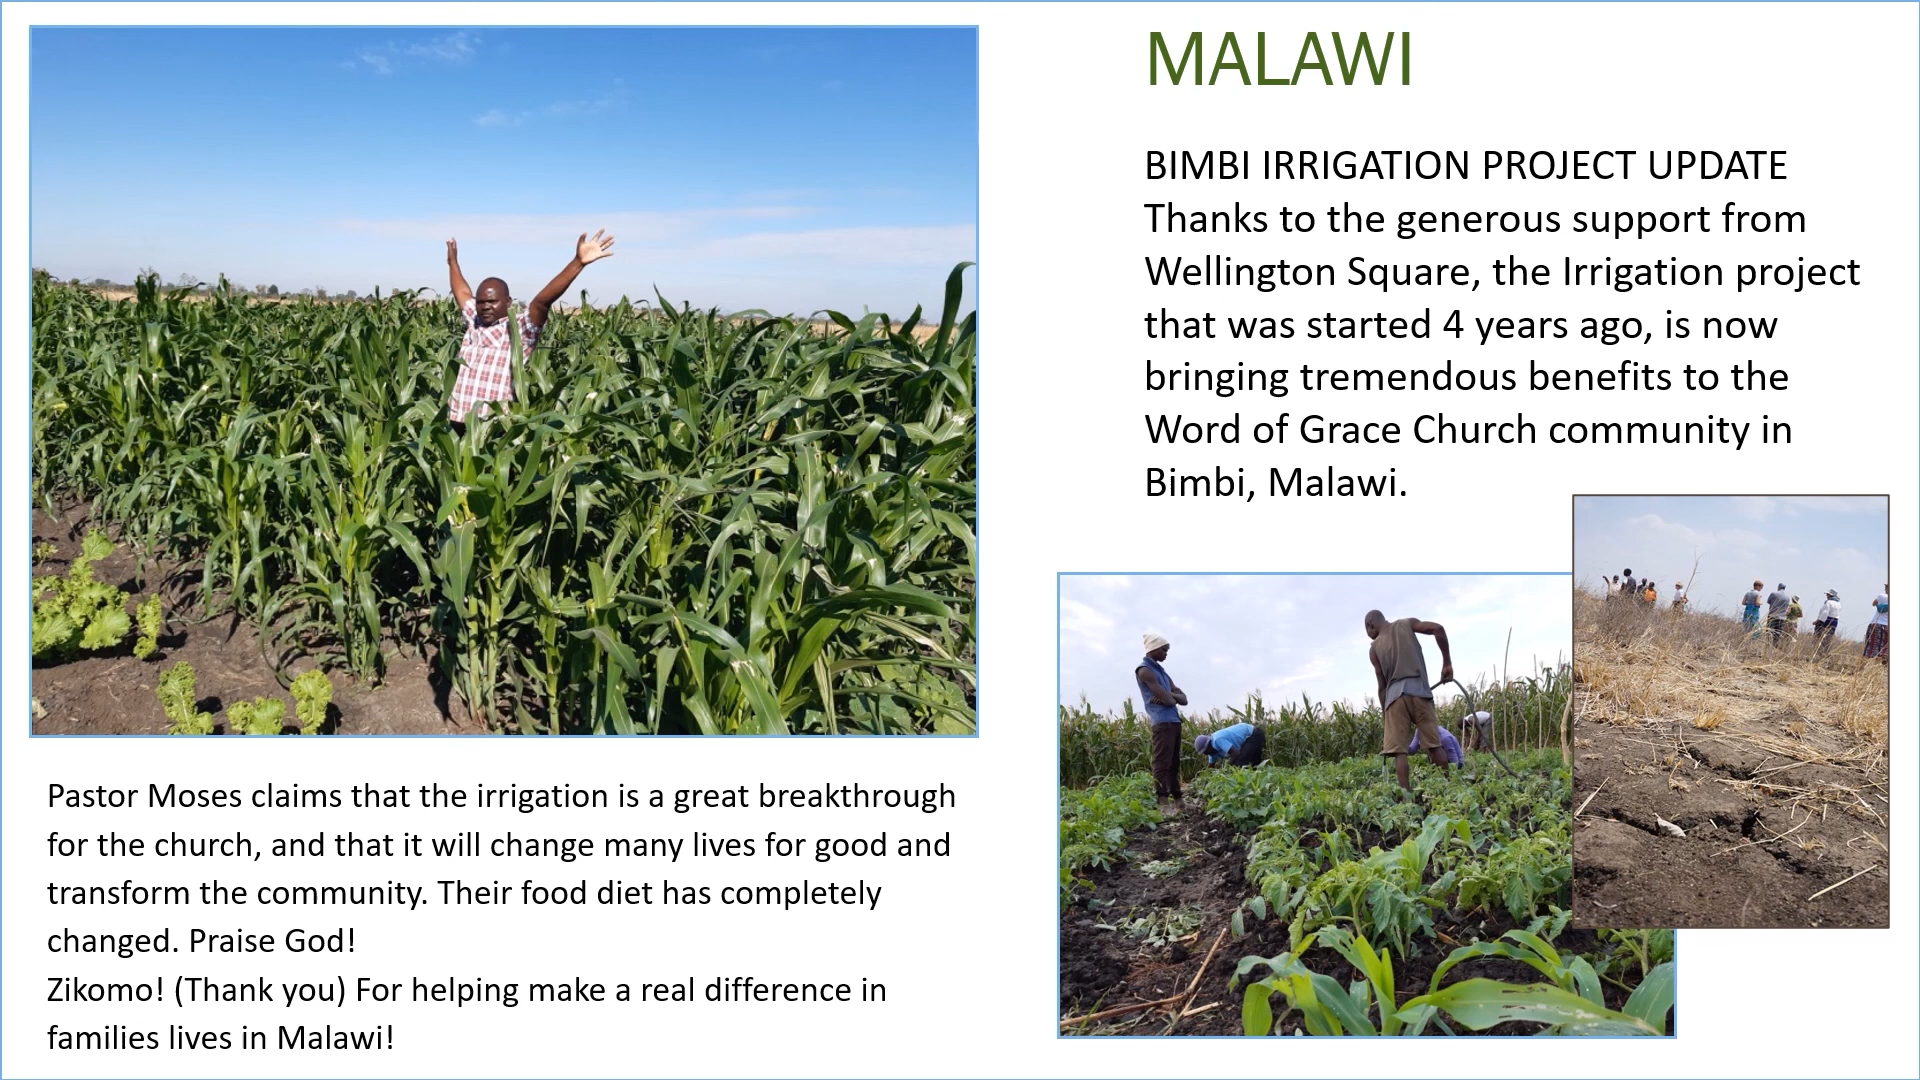 MALAWI
BIMBI IRRIGATION PROJECT UPDATE
Thanks to the generous support from
Wellington Square, the Irrigation project
that was started 4 years ago, is now
bringing tremendous benefits to the
Word of Grace Church community in
Bimbi, Malawi.
Pastor Moses claims that the irrigation is a great breakthrough
for the church, and that it will change many lives for good and
transform the community. Their food diet has completely
changed. Praise God!
Zikomo! (Thank you) For helping make a real difference in
families lives in Malawi!